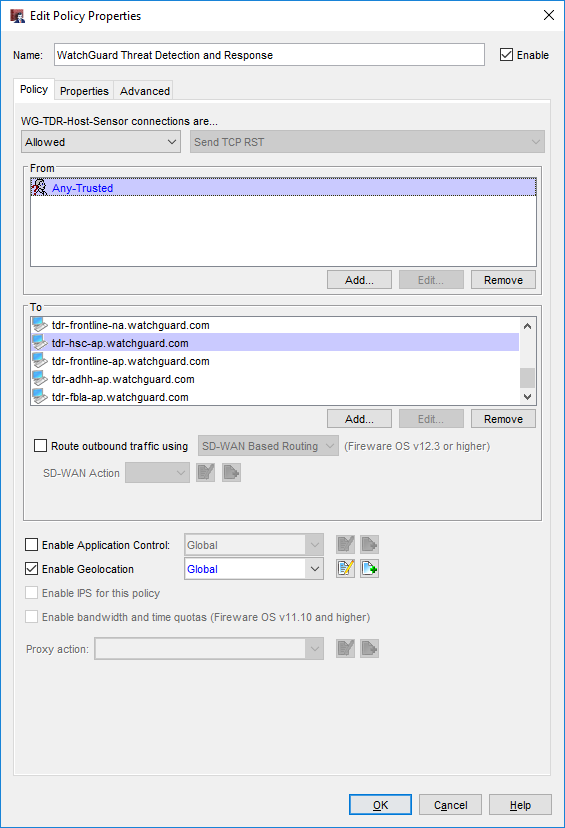 Edit Policy Properties
Name: WatchGuard Threat Detection and Response Enable
Policy Properties Advanced
WG-TDR-Host-Sensor connections are...
Allowed Send TCP RST
From
Any-Trusted
Add... Edit... Remove
To
tdr-frontline-na.watchguard.com
tdr-hsc-ap.watchguard.com
tdr-frontline-ap.watchguard.com
tdr-adhh-ap.watchguard.com
tdr-fbla-ap.watchguard.com
Add... Edit... Remove
Route outbound traffic using SD-WAN Based Routing (Fireware OS v12.3 or higher)
SD-WAN Action
Enable Application Control: Global
Enable Geolocation Global
Enable IPS for this policy
Enable bandwidth and time quotas (Fireware OS v11.10 and higher)
Proxy action:
OK Cancel Help